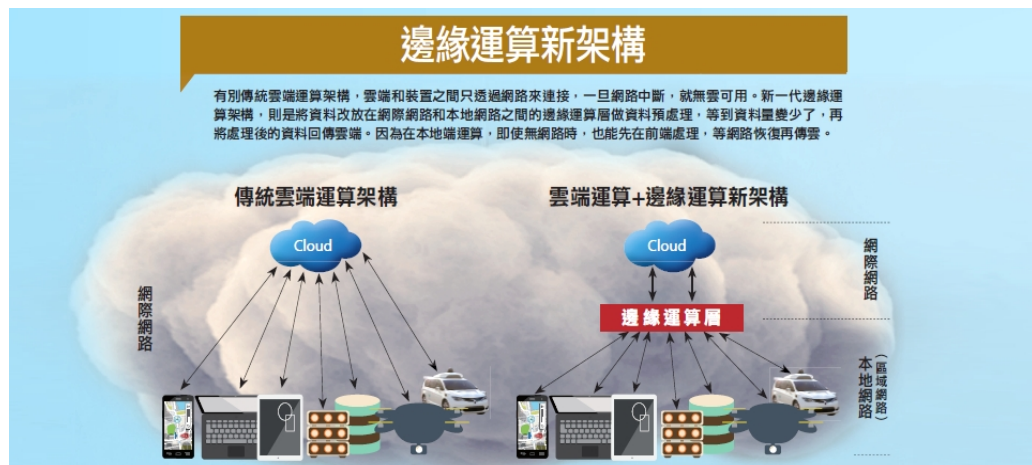 邊緣運算新架構
有別傳統雲端運算架構，雲端和裝置之間只透過網路來連接，一旦網路中斷，就無雲可用。新一代邊緣運
算架構，則是將資料改放在網際網路和本地網路之間的邊緣運算層做資料預處理，等到資料量變少了，再
將處理後的資料回傳雲端。因為在本地端運算，即使無網路時，也能先在前端處理，等網路恢復再傳雲。
傳統雲端運算架構
Cloud
網際網路
雲端運算+邊緣運算新架構
Cloud
邊緣運算層
網際網路
本地網路
（區域網路）